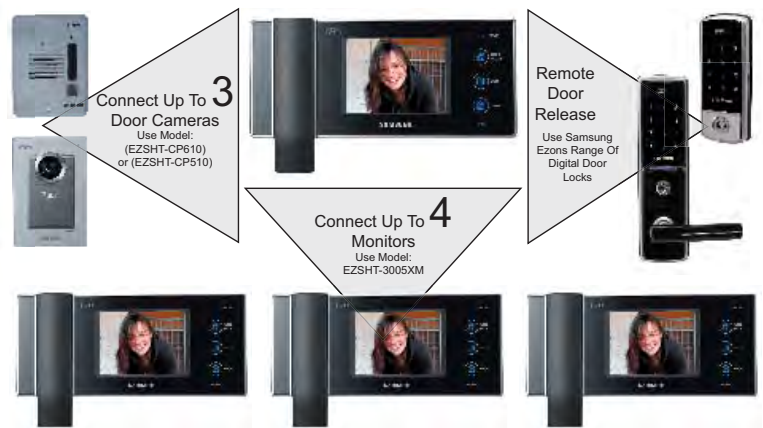 Connect Up To 3
Door Cameras
Use Model:
(EZSHT-CP610)
or (EZSHT-CP510)
SAMSUNG
Remote
Door
Release
Use Samsung
Ezons Range Of
Digital Door
Locks
Connect Up To 4
Monitors
Use Model:
EZSHT-3005XM